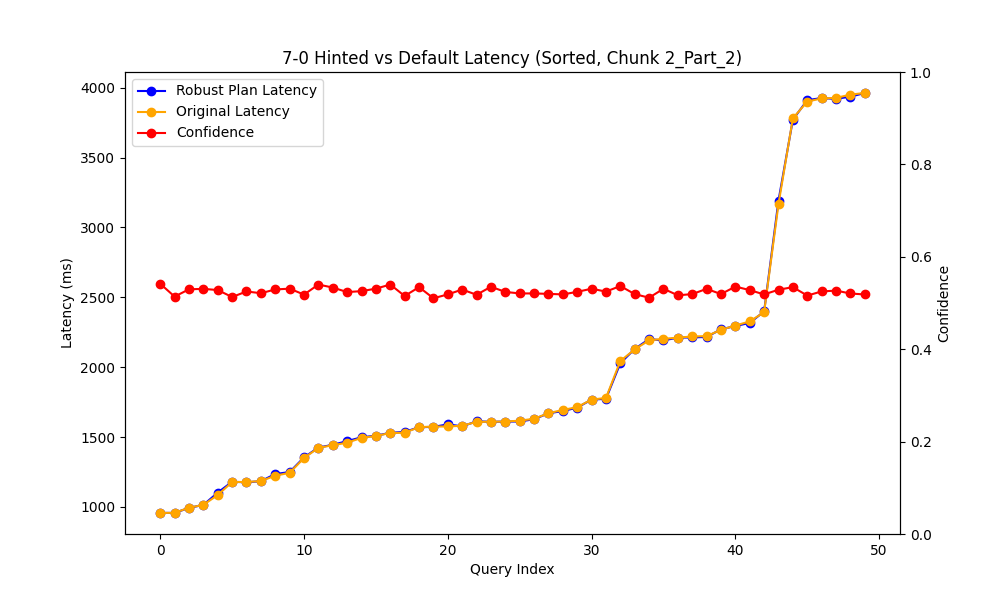 7-0 Hinted vs Default Latency (Sorted, Chunk 2_Part_2)
Robust Plan Latency
Original Latency
Confidence
4000
3500
3000
2500
2000
1500
1000
Latency (ms)
1.0
0.8
0.6
0.4
0.2
0.0
Confidence
0
10
20
30
40
50
Query Index